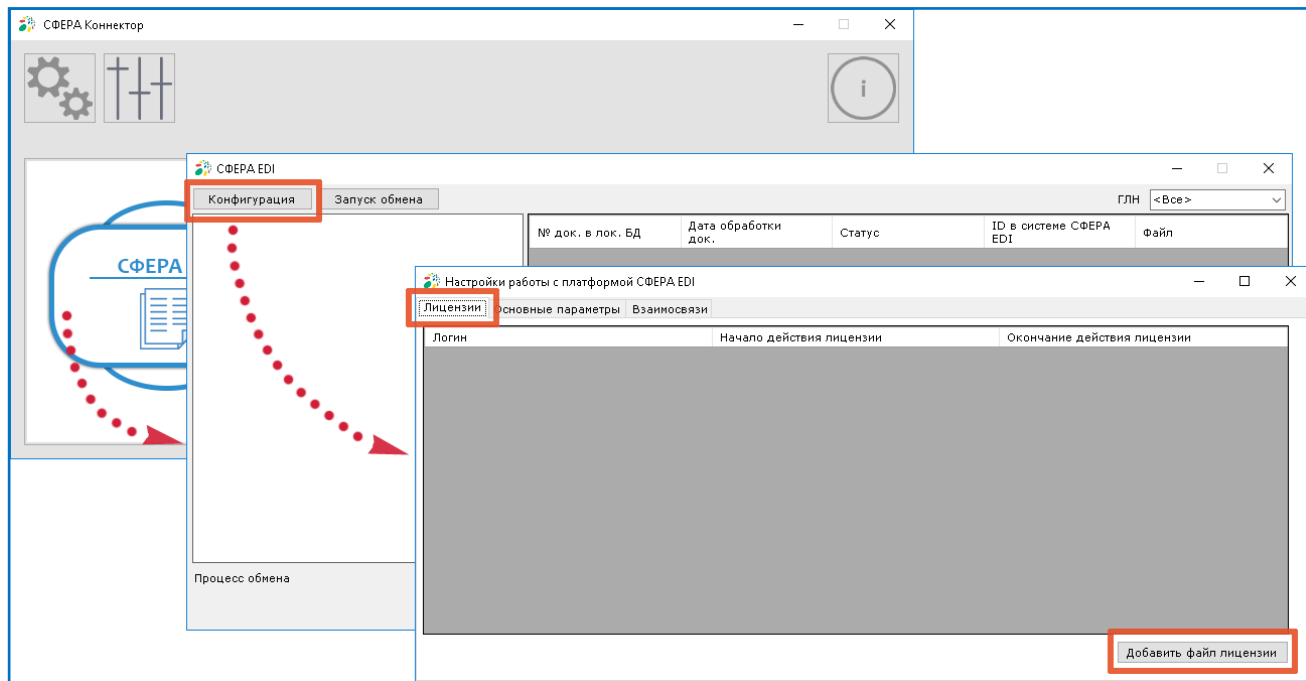 СФЕРА Коннектор
i
СФЕРА EDI
Конфигурация
Запуск обмена
ГЛН
<Все>
№ док. в лок. БД
Дата обработки
док.
Статус
ID в системе СФЕРА
EDI
Файл
СФЕРА
Настройки работы с платформой СФЕРА EDI
Лицензии
Основные параметры
Взаимосвязи
Логин
Начало действия лицензии
Окончание действия лицензии
Процесс обмена
Добавить файл лицензии